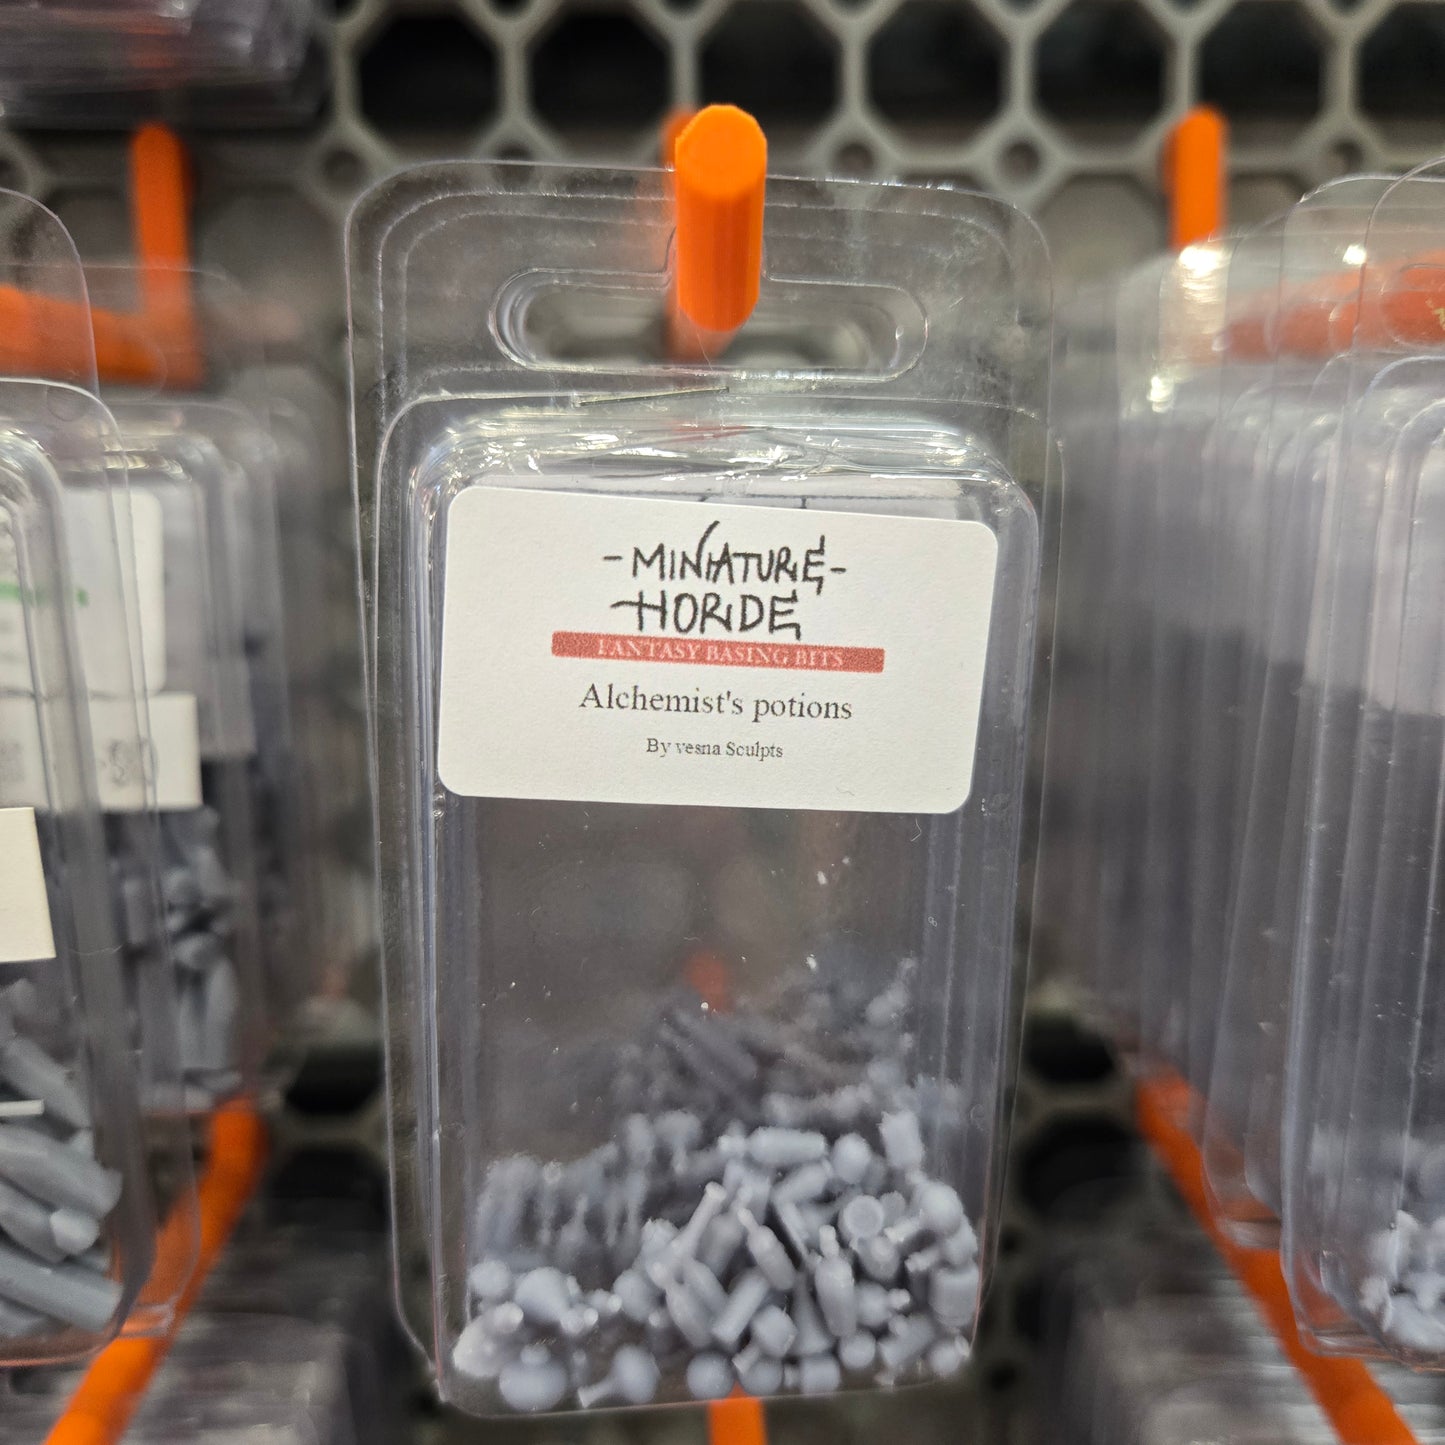 -MINIATURE-
HORDE
FANTASY BASING BITS
Alchemist's potions
By vesna Sculpts